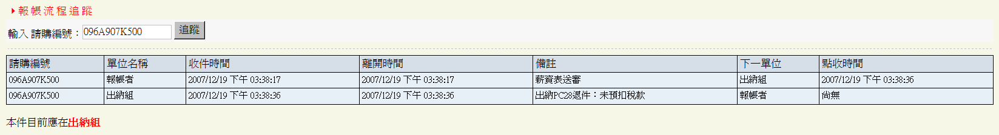 報帳流程追蹤
輸入 請購編號：096A907K500 追蹤
請購編號 單位名稱 收件時間 離開時間 備註 下一單位 點收時間
096A907K500 報帳者 2007/12/19 下午 03:38:17 2007/12/19 下午 03:38:17 薪資表送審 出納組 2007/12/19 下午 03:38:36
096A907K500 出納組 2007/12/19 下午 03:38:36 2007/12/19 下午 03:38:36 出納PC28退件：未預扣稅款 報帳者 尚無
本件目前應在出納組